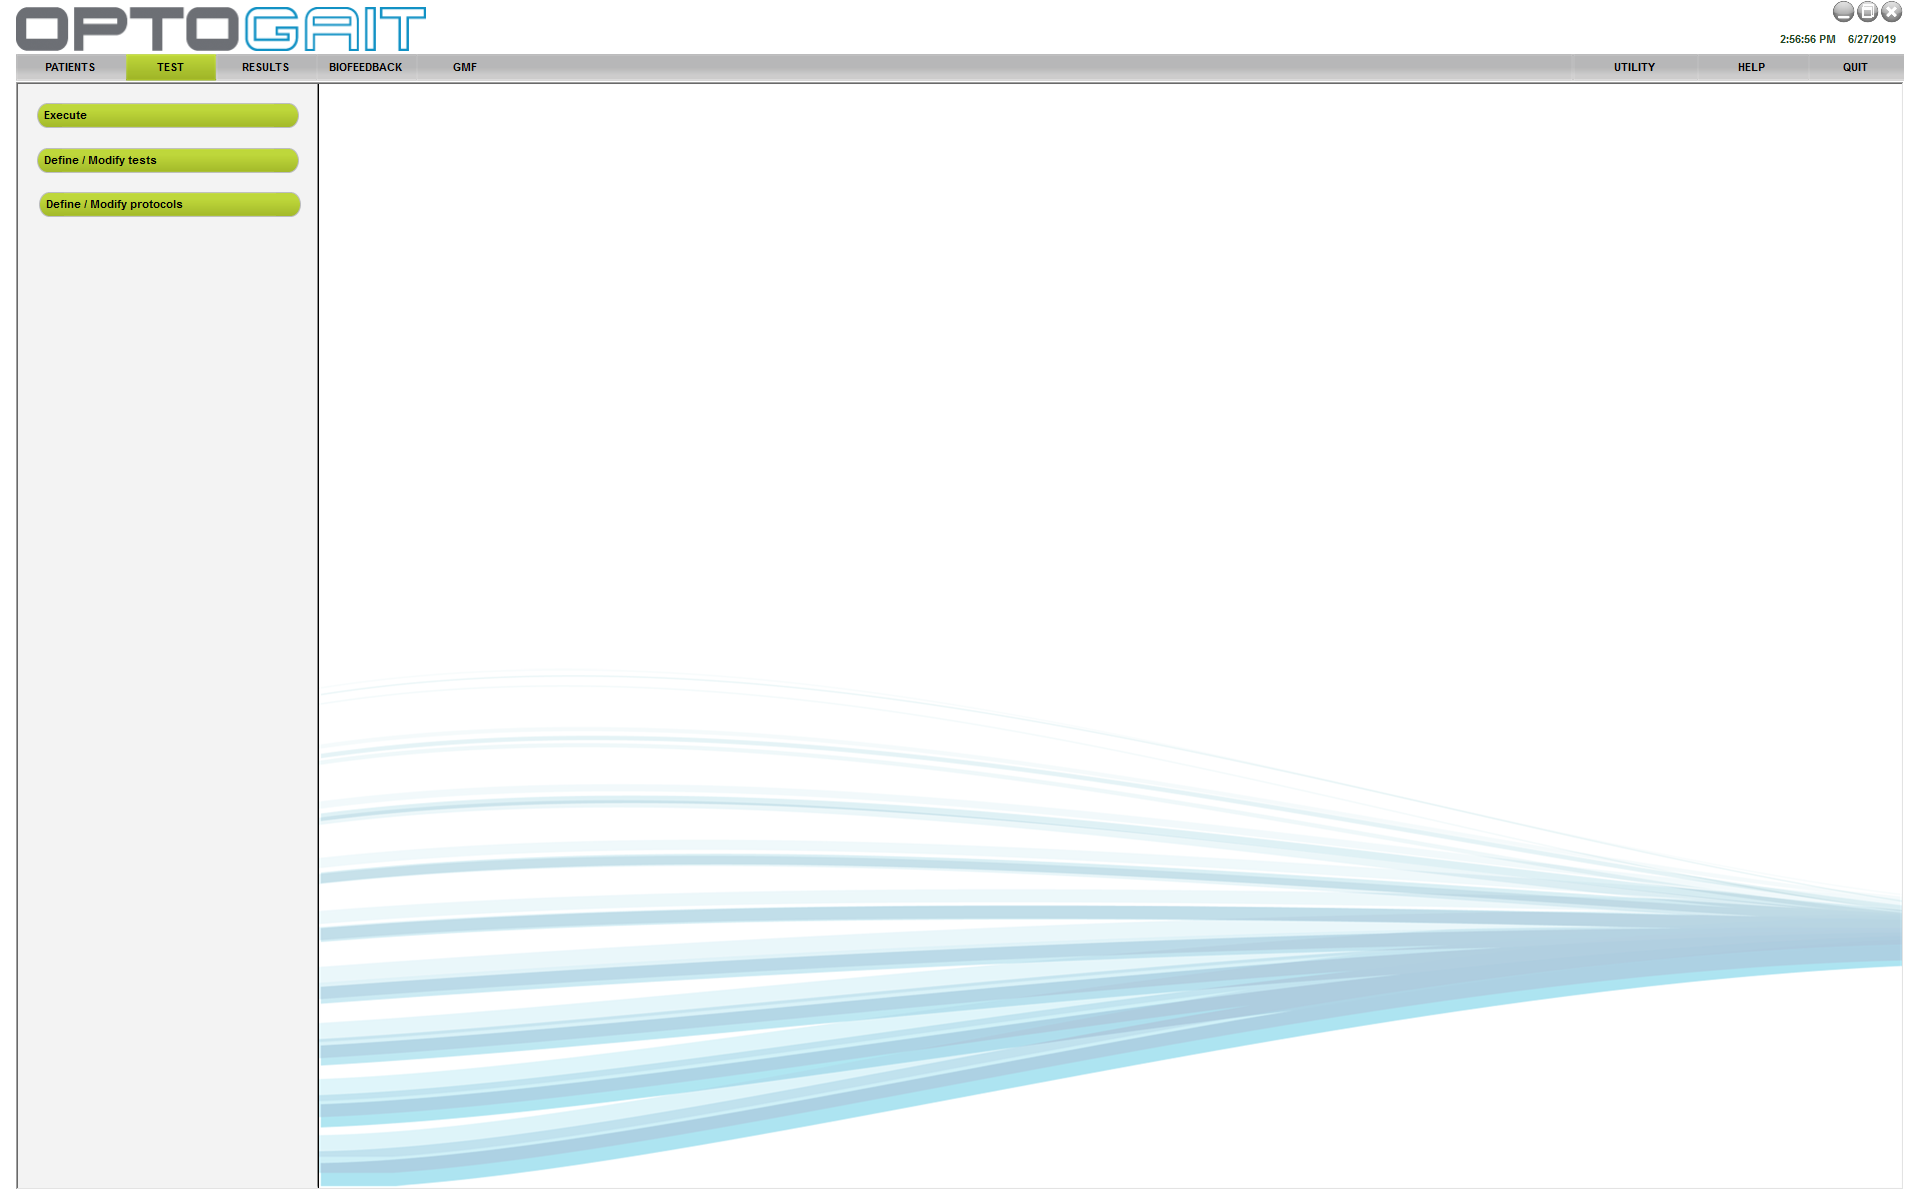 OPTOGAIT
2:56:56 PM 6/27/2019
PATIENTS TEST RESULTS BIOFEEDBACK GMF UTILITY HELP QUIT
Execute
Define / Modify tests
Define / Modify protocols